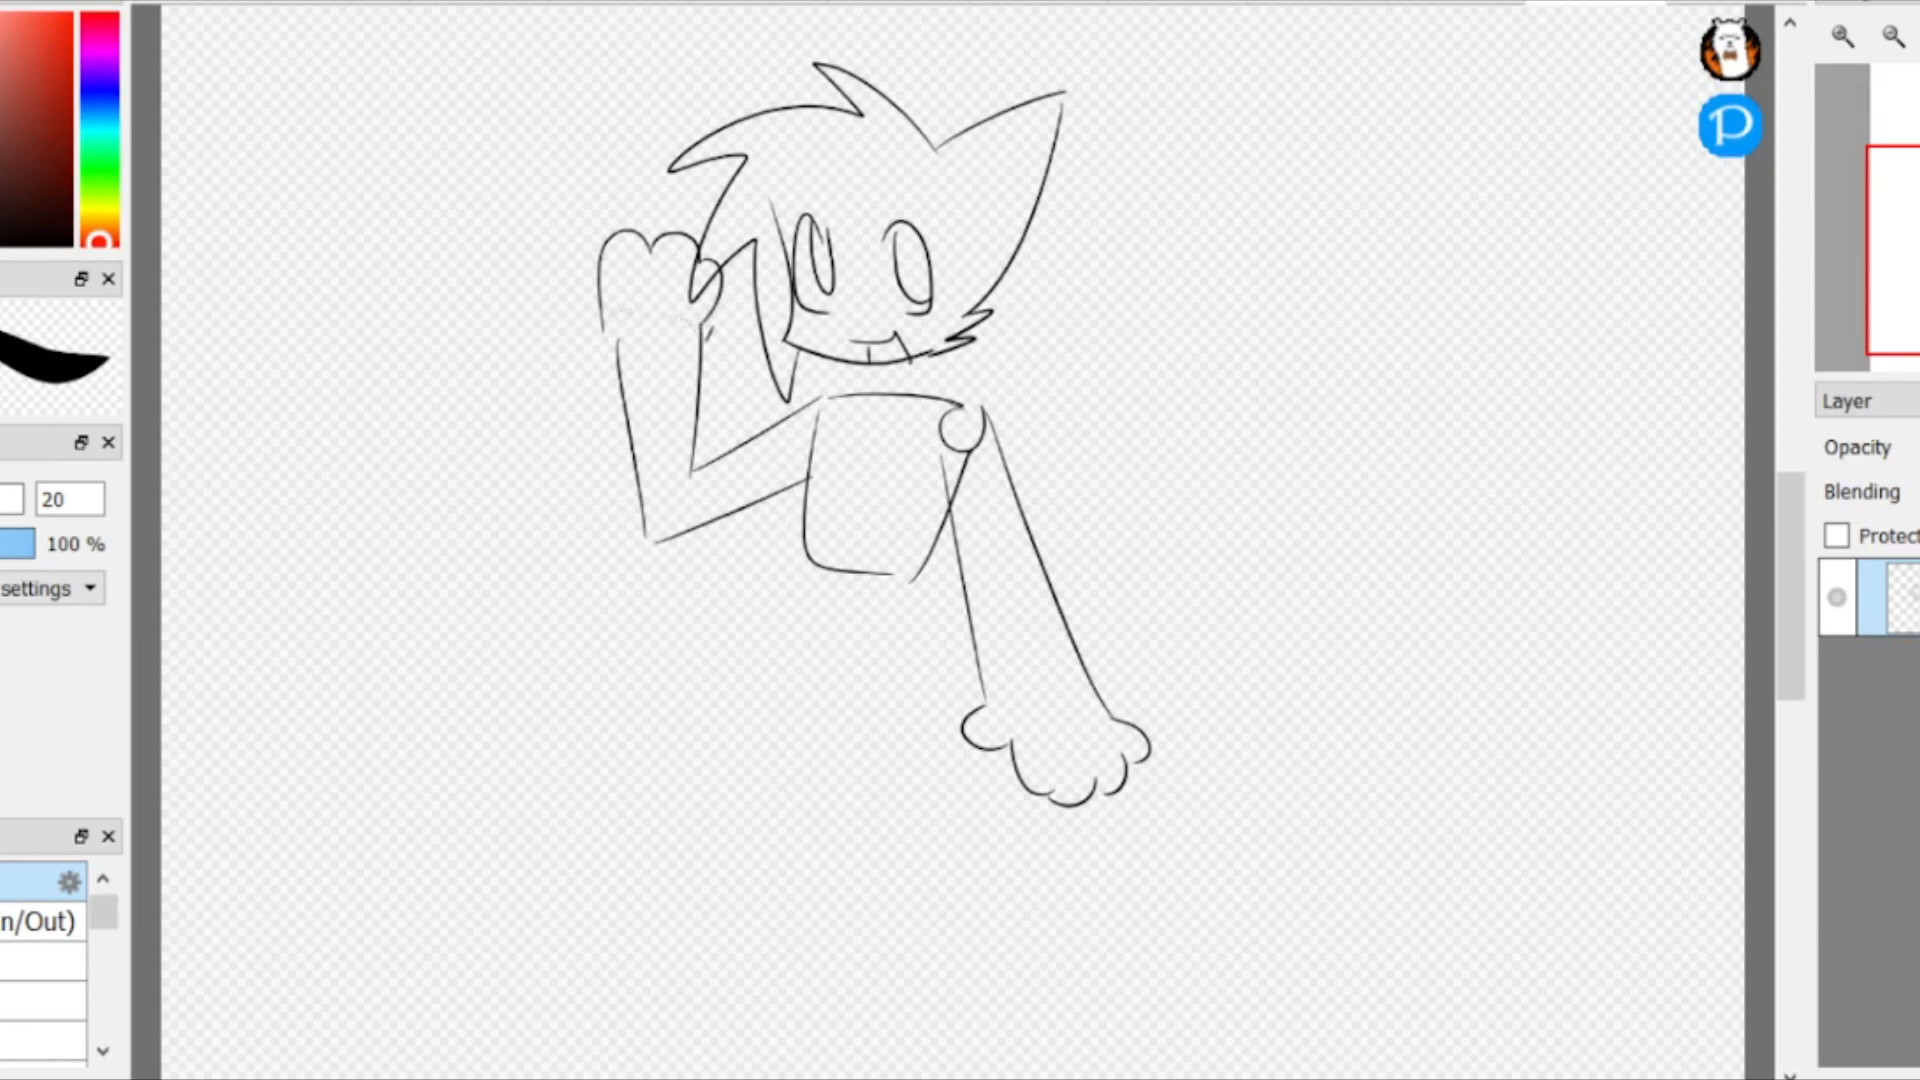 20
100 %
settings
n/Out)
Layer
Opacity
Blending
Protect
P